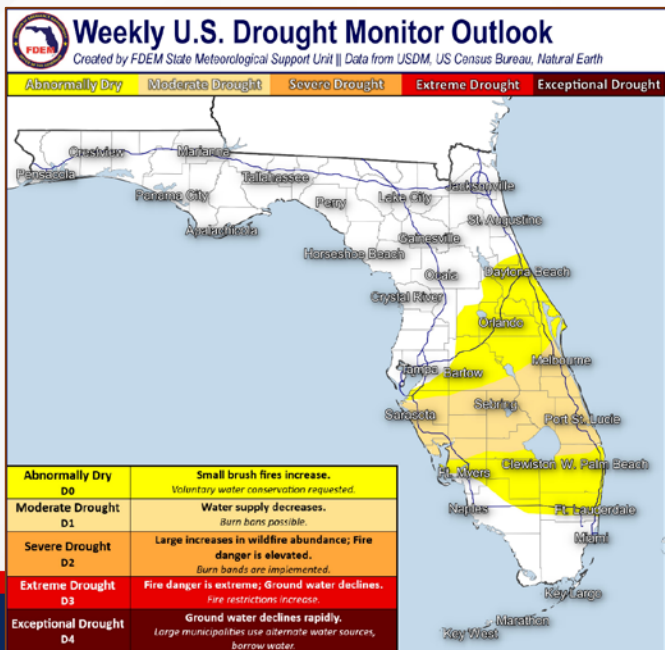 FDEM
Weekly U.S. Drought Monitor Outlook
Created by FDEM State Meteorological Support Unit || Data from USDM, US Census Bureau, Natural Earth
Abnormally Dry Moderate Drought Severe Drought Extreme Drought Exceptional Drought
Crestview Marianna
Pensacola Tallahassee Jacksonville
Panama City Perry Lake City
Apalachicola St. Augustine
Gainesville
Horseshoe Beach
Ocala Daytona Beach
Crystal River
Orlando
Melbourne
Tampa Bartow
Sebring
Sarasota Port St. Lucie
Ft. Myers Clewiston W. Palm Beach
Naples Ft. Lauderdale
Miami
Key Largo
Marathon
Key West
Abnormally Dry
D0
Small brush fires increase.
Voluntary water conservation requested.
Moderate Drought
D1
Water supply decreases.
Burn bans possible.
Severe Drought
D2
Large increases in wildfire abundance; Fire
danger is elevated.
Burn bands are implemented.
Extreme Drought
D3
Fire danger is extreme; Ground water declines.
Fire restrictions increase.
Exceptional Drought
D4
Ground water declines rapidly.
Large municipalities use alternate water sources,
borrow water.